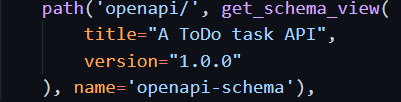 path('openapi/', get_schema_view(
    title="A ToDo task API",
    version="1.0.0"
), name='openapi-schema'),